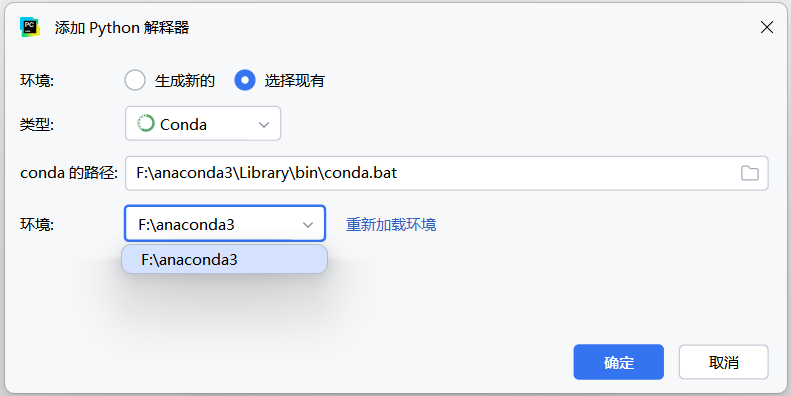 PC
添加 Python 解释器
环境: 生成新的 选择现有
类型: Conda
conda 的路径: F:\anaconda3\Library\bin\conda.bat
环境: F:\anaconda3 重新加载环境
F:\anaconda3
确定 取消